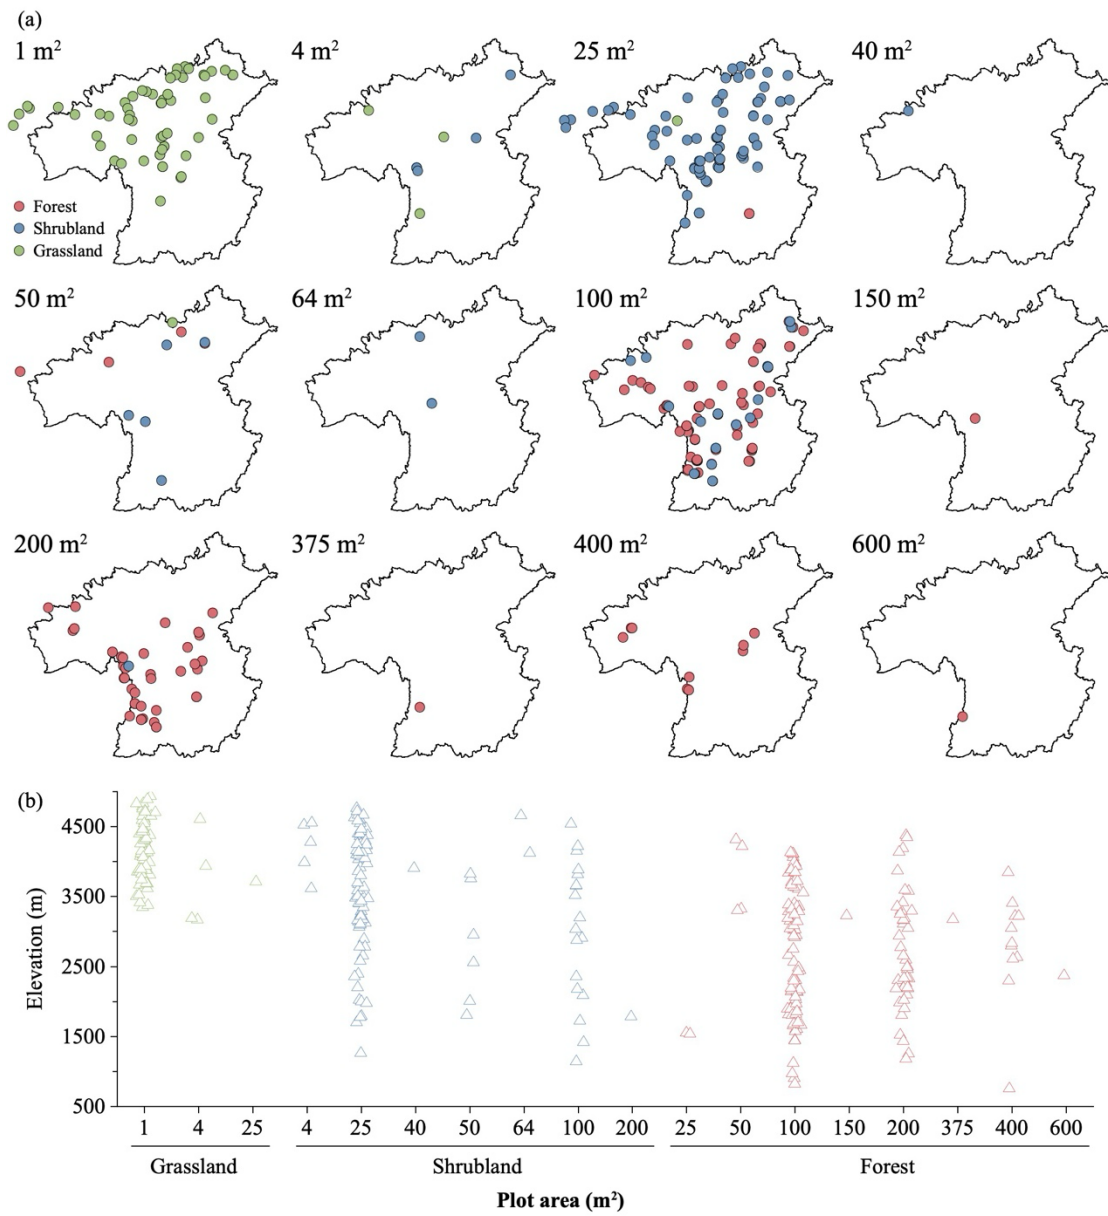 (a)
1 m²
4 m²
25 m²
40 m²
Forest
Shrubland
Grassland
50 m²
64 m²
100 m²
150 m²
200 m²
375 m²
400 m²
600 m²
(b)
Elevation (m)
4500
3500
2500
1500
500
1 4 25 4 25 40 50 64 100 200 25 50 100 150 200 375 400 600
Grassland Shrubland Forest
Plot area (m²)